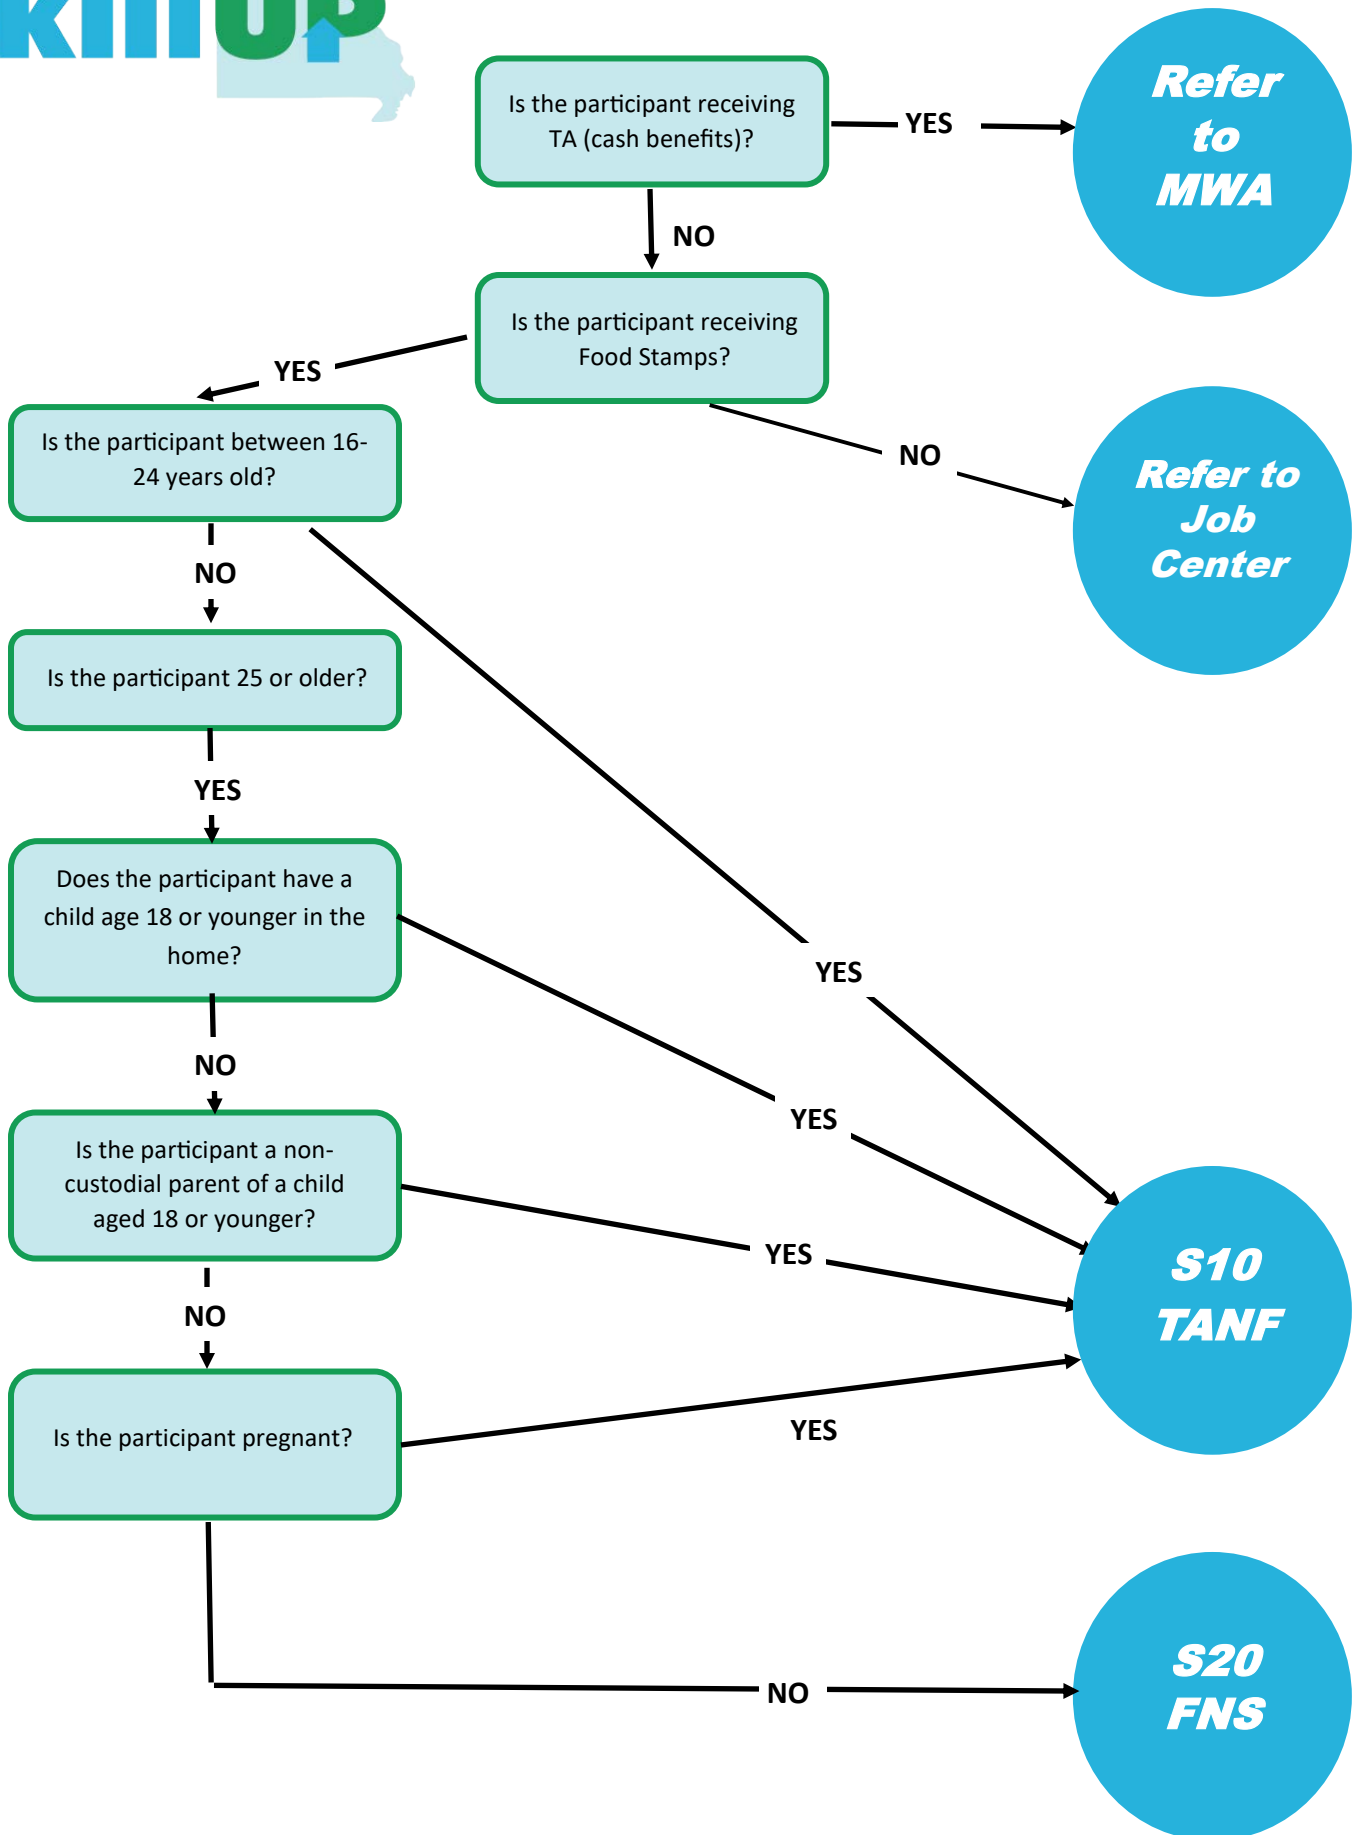 killUP
Is the participant receiving
TA (cash benefits)?
YES
Refer
to
MWA
NO
Is the participant receiving
Food Stamps?
YES
NO
Refer to
Job
Center
Is the participant between 16-
24 years old?
NO
Is the participant 25 or older?
YES
Does the participant have a
child age 18 or younger in the
home?
YES
NO
YES
Is the participant a non-
custodial parent of a child
aged 18 or younger?
YES
S10
TANF
NO
Is the participant pregnant?
YES
NO
S20
FNS